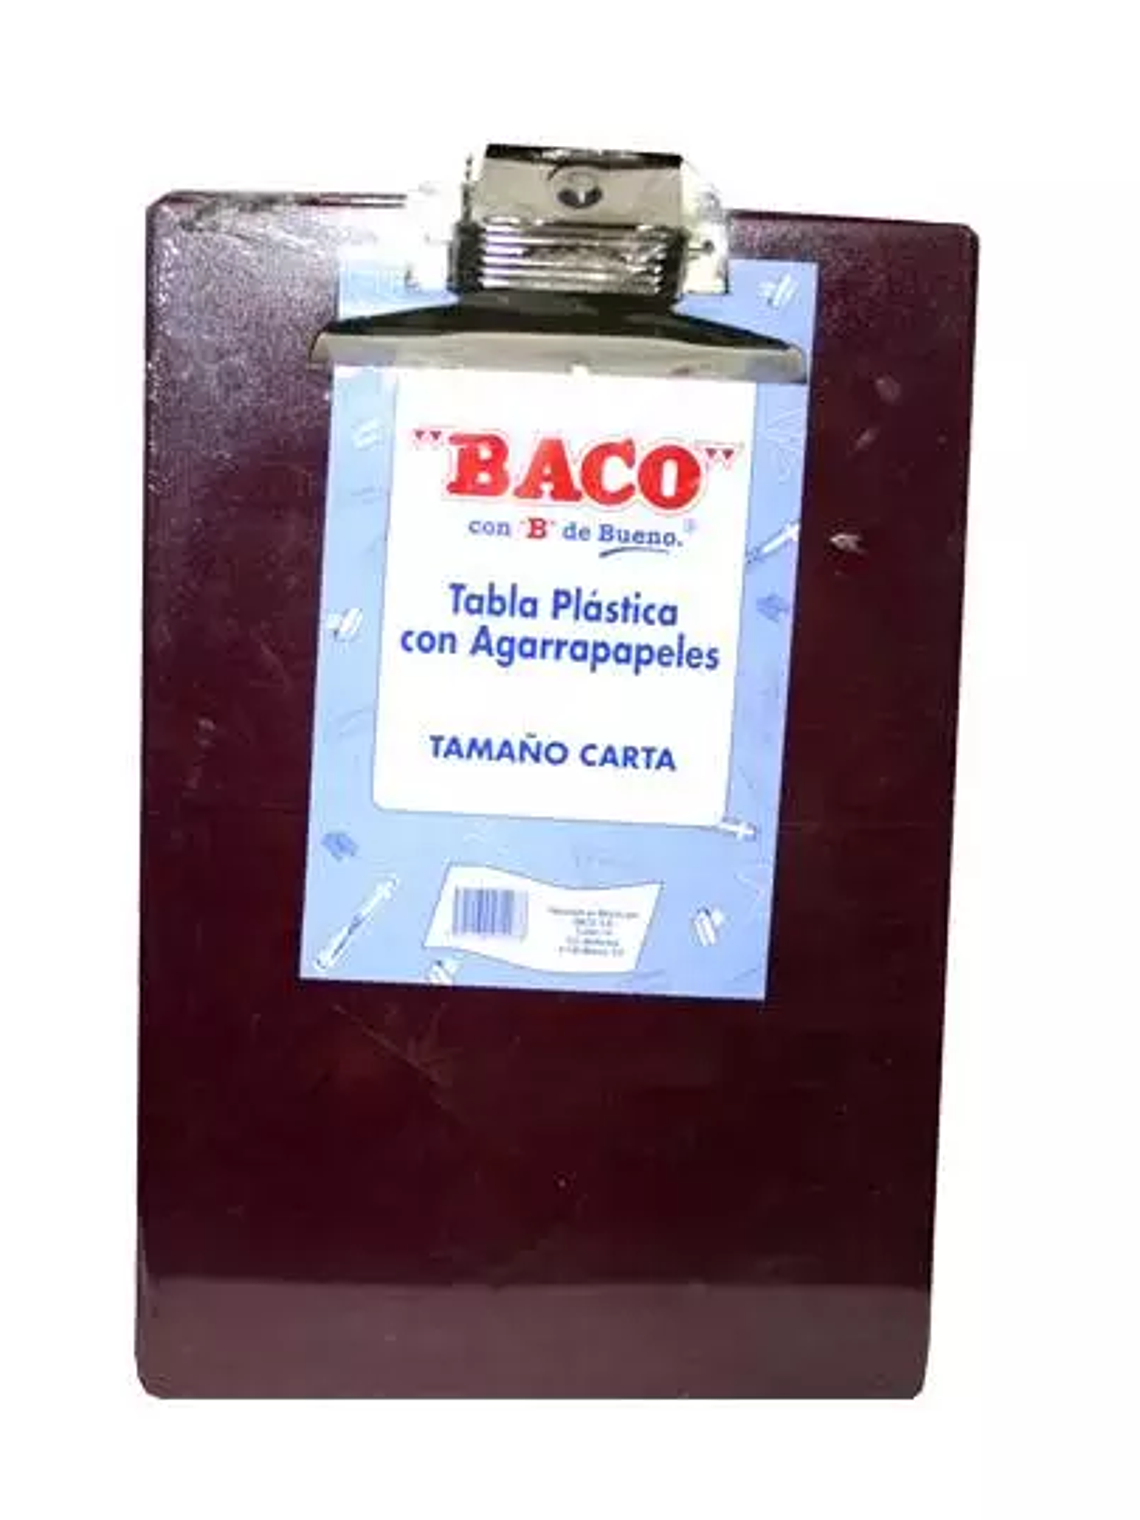 "BACO"
con "B" de Bueno.®
Tabla Plástica
con Agarrapapeles
TAMAÑO CARTA